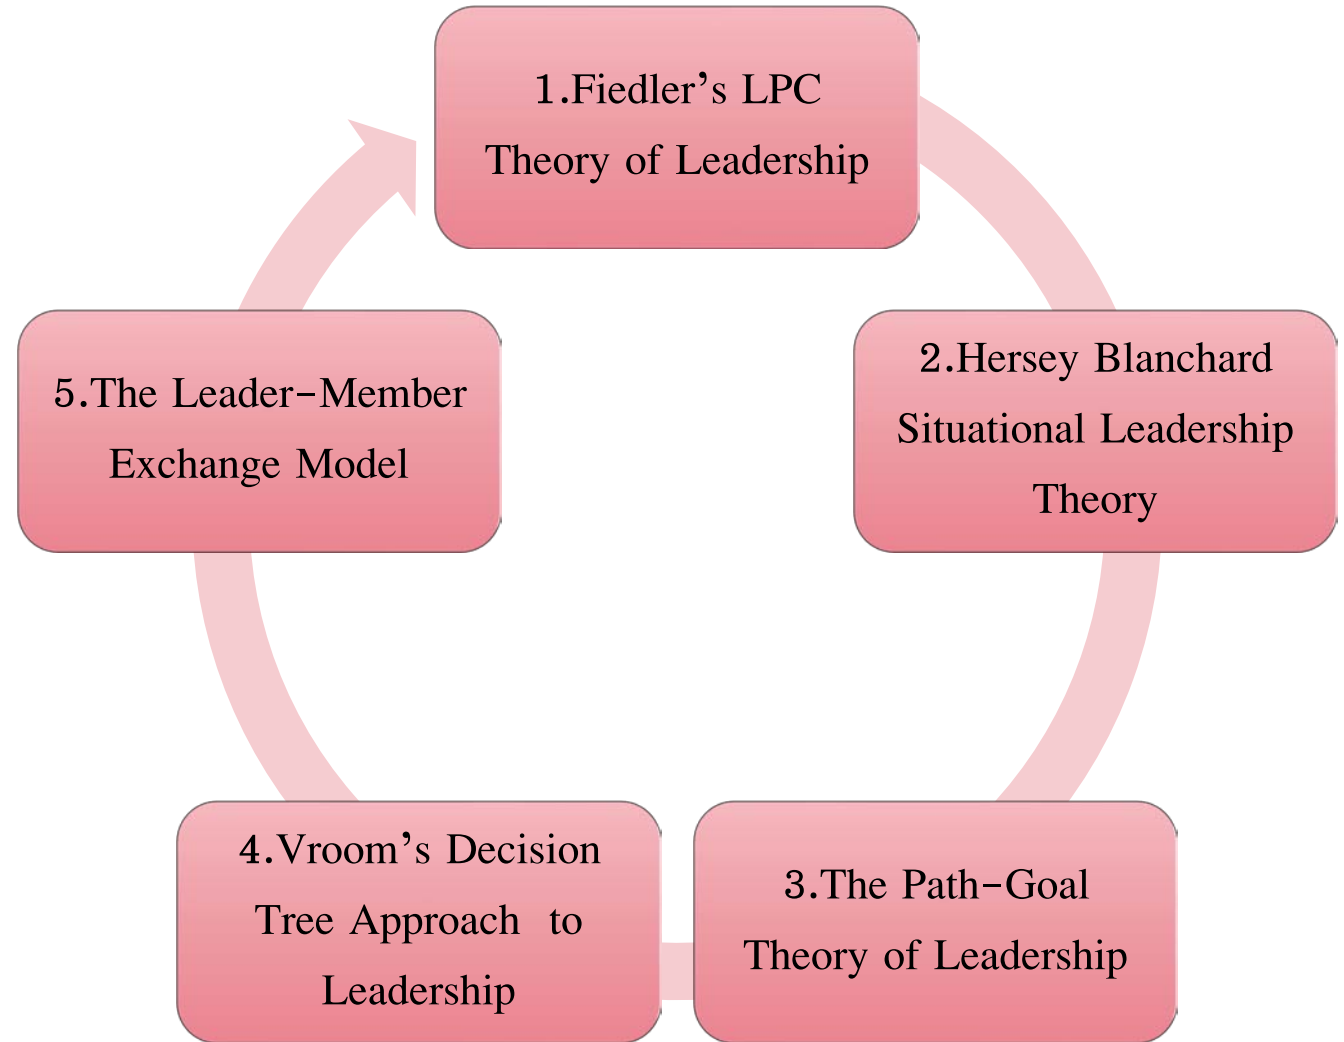 1.Fiedler's LPC
Theory of Leadership
2.Hersey Blanchard
Situational Leadership
Theory
3.The Path-Goal
Theory of Leadership
4.Vroom's Decision
Tree Approach to
Leadership
5.The Leader-Member
Exchange Model